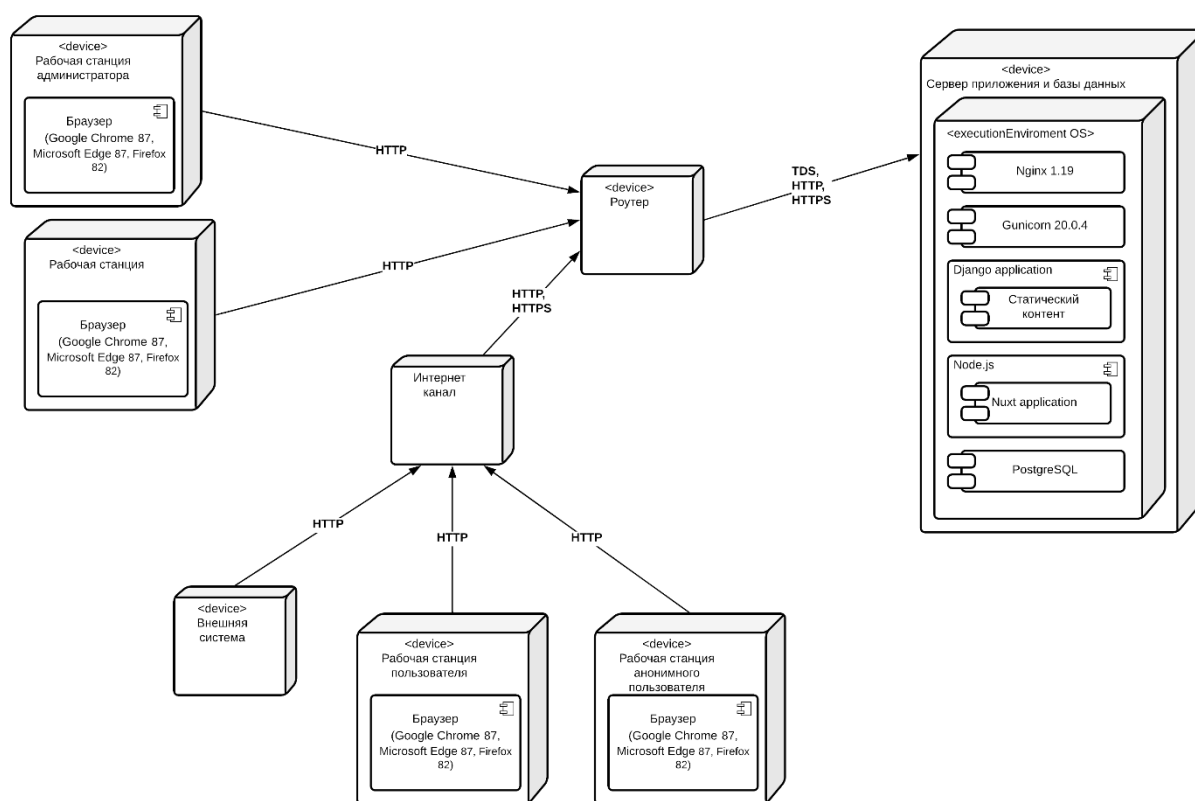 <device>
Рабочая станция
администратора
Браузер
(Google Chrome 87,
Microsoft Edge 87, Firefox
82)
HTTP
<device>
Рабочая станция
Браузер
(Google Chrome 87,
Microsoft Edge 87, Firefox
82)
HTTP
<device>
Роутер
TDS,
HTTP,
HTTPS
<device>
Сервер приложения и базы данных
<executionEnviroment OS>
Nginx 1.19
Gunicorn 20.0.4
Django application
Статический
контент
Node.js
Nuxt application
PostgreSQL
HTTP,
HTTPS
Интернет
канал
HTTP
HTTP
HTTP
<device>
Внешняя
система
<device>
Рабочая станция
пользователя
Браузер
(Google Chrome 87,
Microsoft Edge 87, Firefox
82)
<device>
Рабочая станция
анонимного
пользователя
Браузер
(Google Chrome 87,
Microsoft Edge 87, Firefox
82)